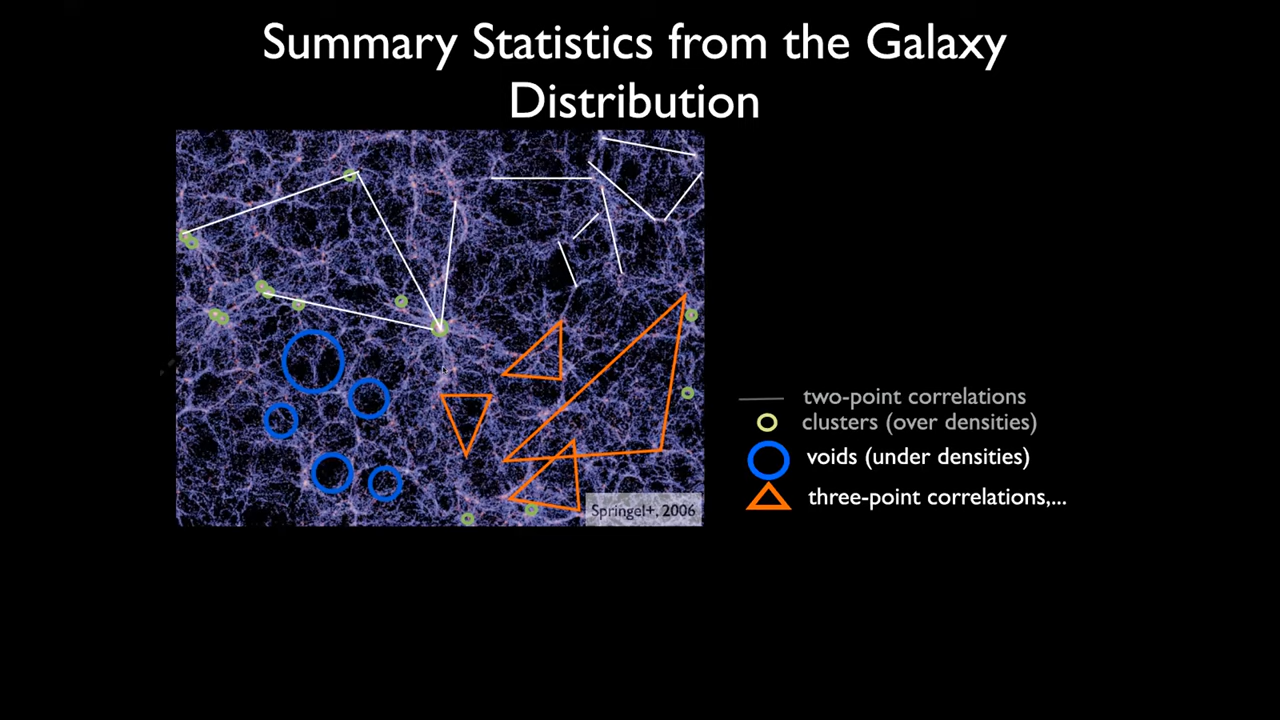 Summary Statistics from the Galaxy
Distribution
Springel+, 2006
two-point correlations
clusters (over densities)
voids (under densities)
three-point correlations,...